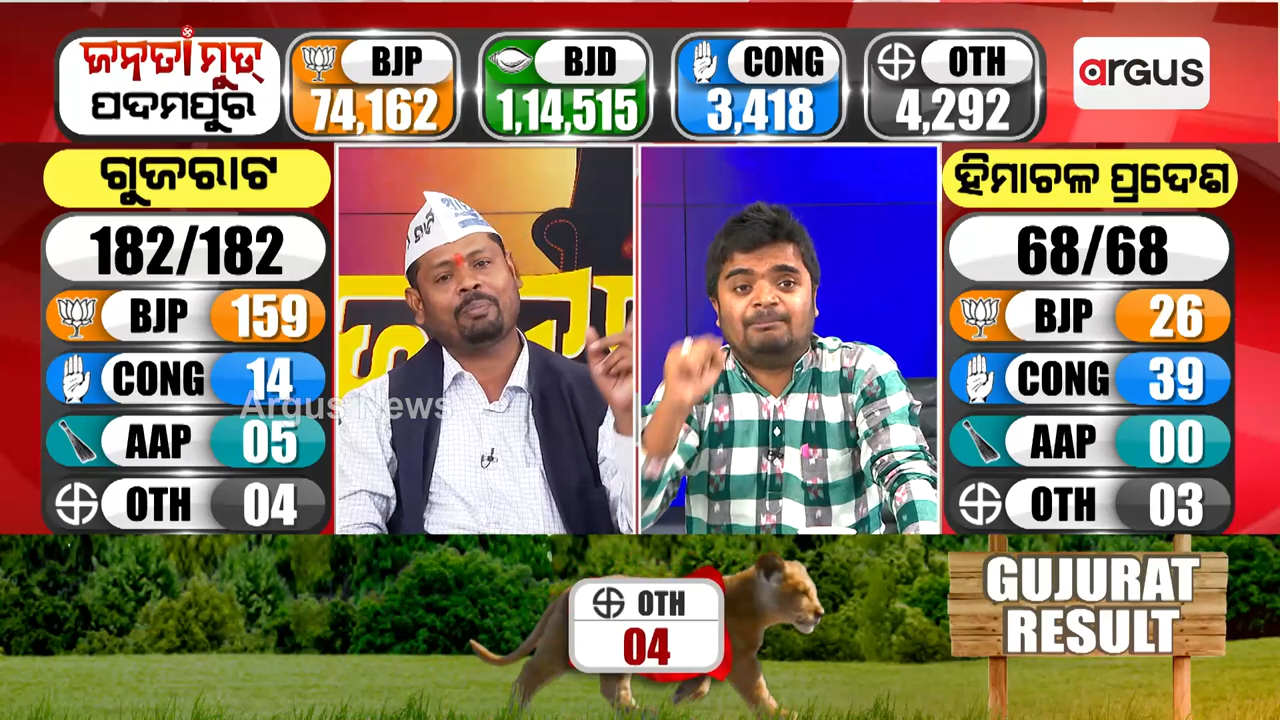 ଜନତା ମୁଡ୍
ପଦମପୁର
BJP
74,162
BJD
1,14,515
CONG
3,418
OTH
4,292
arGUS
ଗୁଜରାଟ
182/182
BJP 159
CONG 14
AAP 05
OTH 04
Argus News
ହିମାଚଳ ପ୍ରଦେଶ
68/68
BJP 26
CONG 39
AAP 00
OTH 03
OTH
04
GUJURAT
RESULT